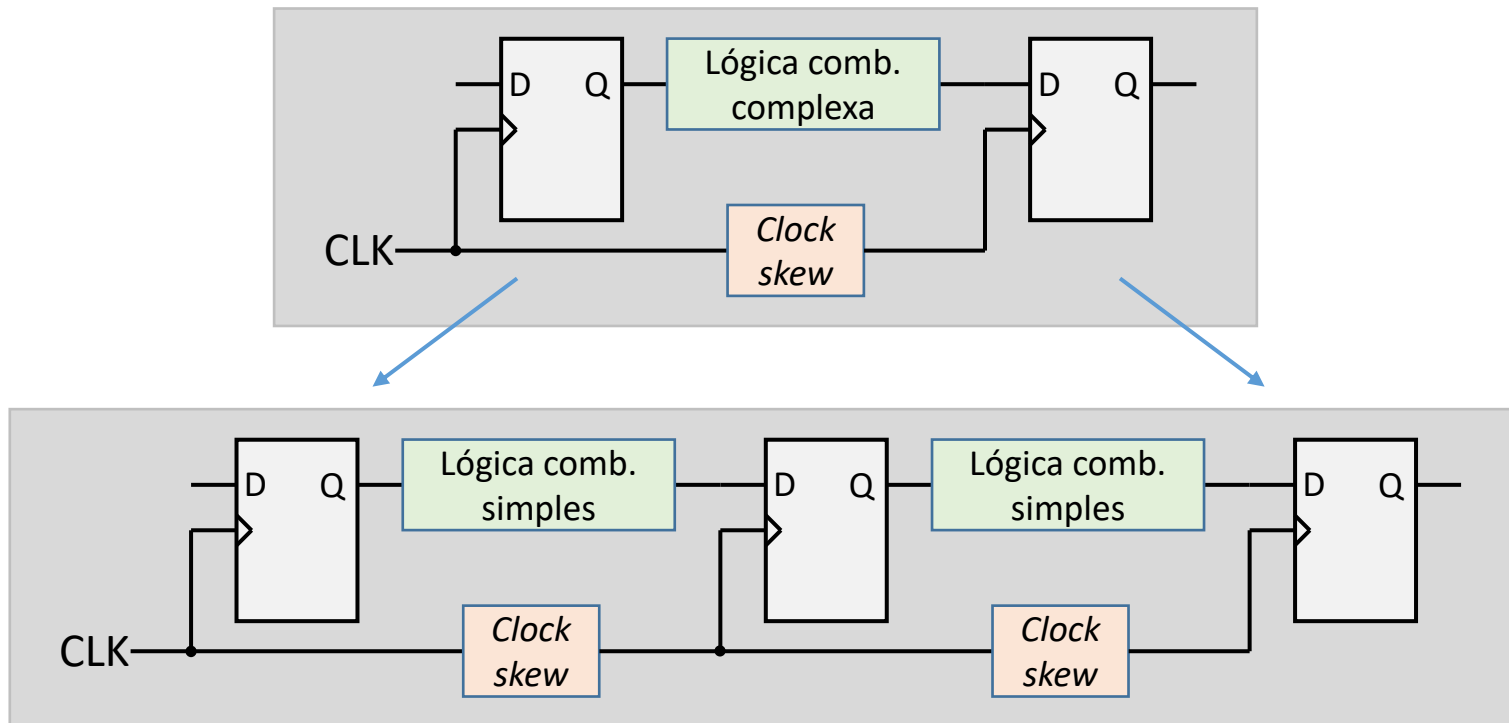 D Q
Lógica comb.
complexa
D Q
Clock
skew
CLK
D Q
Lógica comb.
simples
D Q
Lógica comb.
simples
D Q
Clock
skew
Clock
skew
CLK